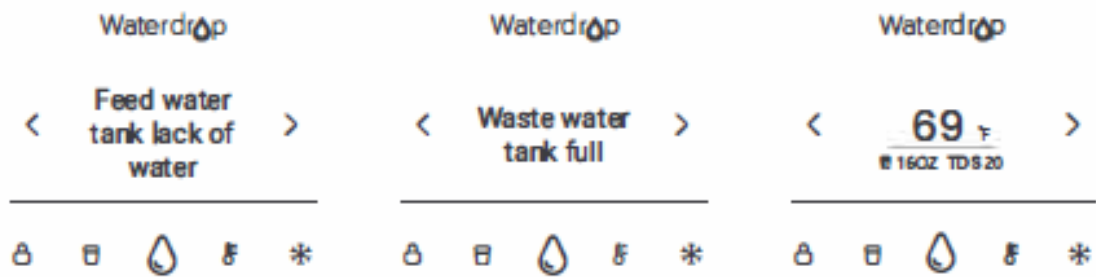 Waterdrop
Feed water
tank lack of
water
Waterdrop
Waste water
tank full
Waterdrop
69 °F
16OZ TDS 20